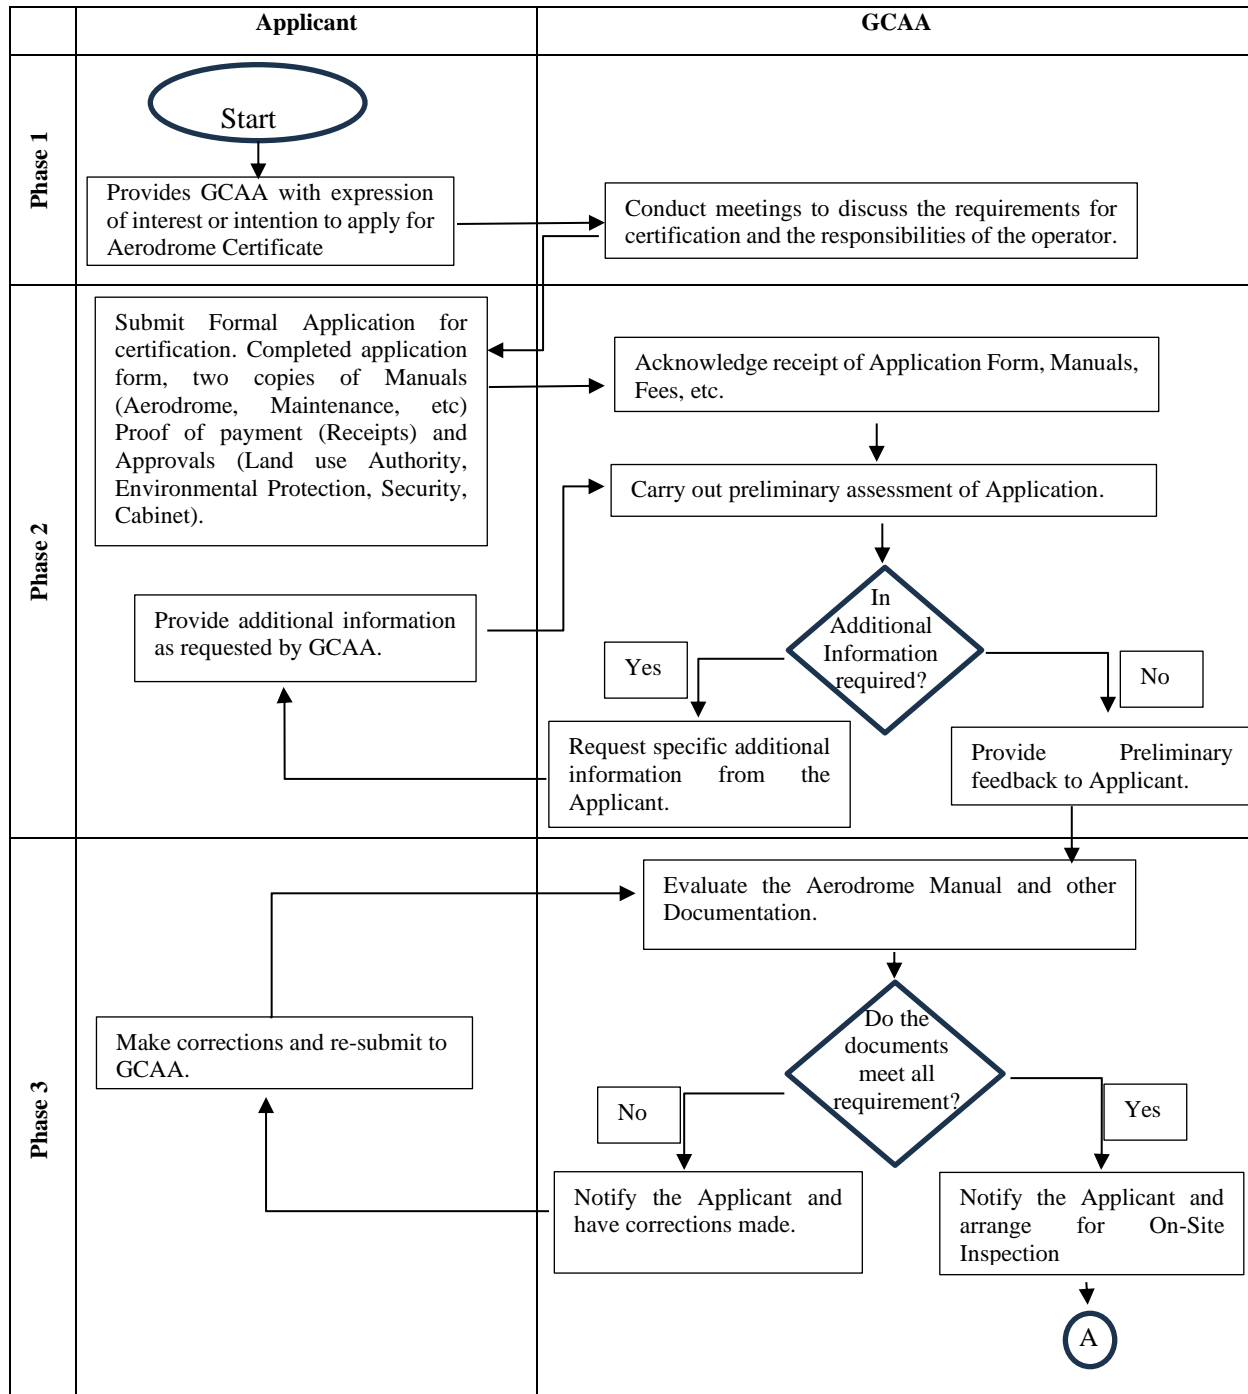 Applicant
GCAA
Phase 1
Start
Provides GCAA with expression
of interest or intention to apply for
Aerodrome Certificate
Conduct meetings to discuss the requirements for
certification and the responsibilities of the operator.
Phase 2
Submit Formal Application for
certification. Completed application
form, two copies of Manuals
(Aerodrome, Maintenance, etc)
Proof of payment (Receipts) and
Approvals (Land use Authority,
Environmental Protection, Security,
Cabinet).
Acknowledge receipt of Application Form, Manuals,
Fees, etc.
Carry out preliminary assessment of Application.
In
Additional
Information
required?
Provide additional information
as requested by GCAA.
Yes
No
Request specific additional
information from the
Applicant.
Provide Preliminary
feedback to Applicant.
Phase 3
Evaluate the Aerodrome Manual and other
Documentation.
Do the
documents
meet all
requirement?
Make corrections and re-submit to
GCAA.
No
Yes
Notify the Applicant and
have corrections made.
Notify the Applicant and
arrange for On-Site
Inspection
A